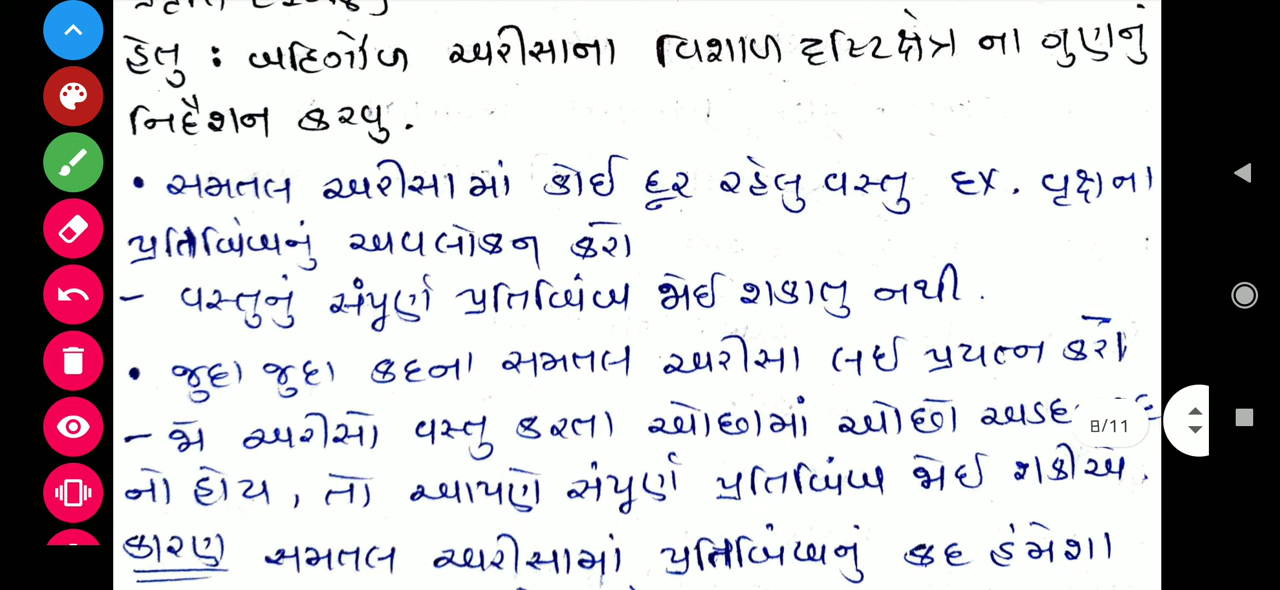 હેતુ : બહિર્ગોળ અરીસાના વિશાળ દ્રષ્ટિક્ષેત્ર ના ગુણનું
નિર્દેશન કરવુ.
• સમતલ અરીસામાં કોઈ દૂર રહેલુ વસ્તુ દા. વૃક્ષના
પ્રતિબિંબનું અવલોકન કરો
– વસ્તુનું સંપૂર્ણ પ્રતિબિંબ જોઈ શકાતુ નથી.
• જુદા જુદા કદના સમતલ અરીસા લઈ પ્રયત્ન કરો
– જો અરીસો વસ્તુ કરતા ઓછામાં ઓછો અડધ
8/11
નો હોય, તો આપણે સંપૂર્ણ પ્રતિબિંબ જોઈ શકીએ.
કારણ સમતલ અરીસામાં પ્રતિબિંબનું કદ હંમેશા